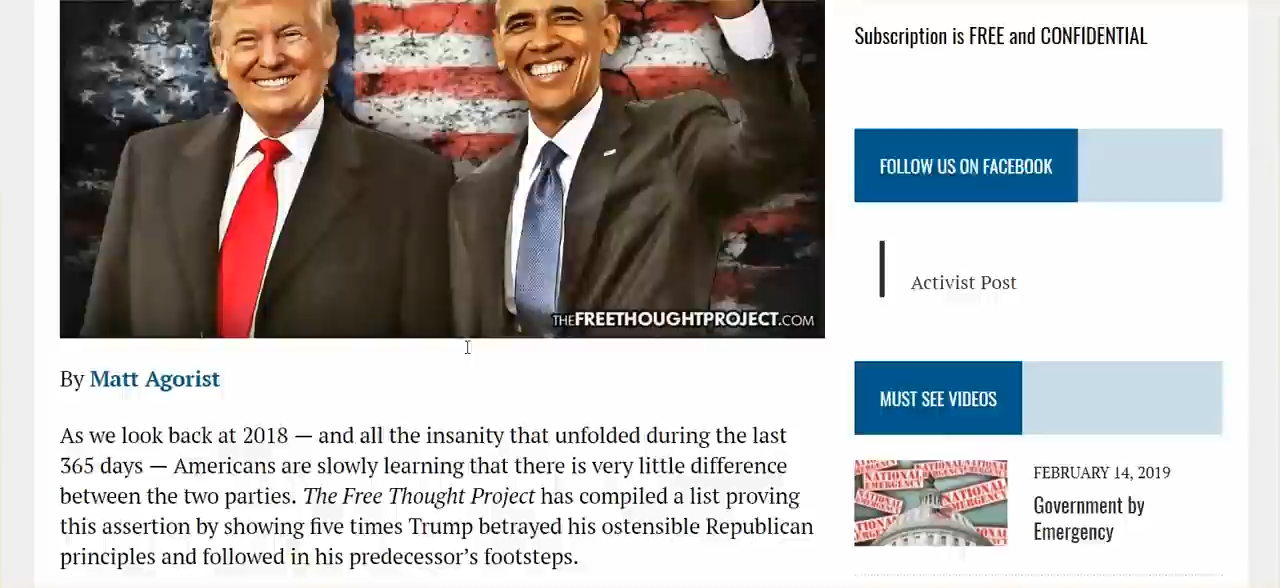 Subscription is FREE and CONFIDENTIAL
FOLLOW US ON FACEBOOK
Activist Post
THEFREETHOUGHTPROJECT.COM
By Matt Agorist
As we look back at 2018 — and all the insanity that unfolded during the last
365 days — Americans are slowly learning that there is very little difference
between the two parties. The Free Thought Project has compiled a list proving
this assertion by showing five times Trump betrayed his ostensible Republican
principles and followed in his predecessor's footsteps.
MUST SEE VIDEOS
NATIONAL EMERGENCY
FEBRUARY 14, 2019
Government by
Emergency